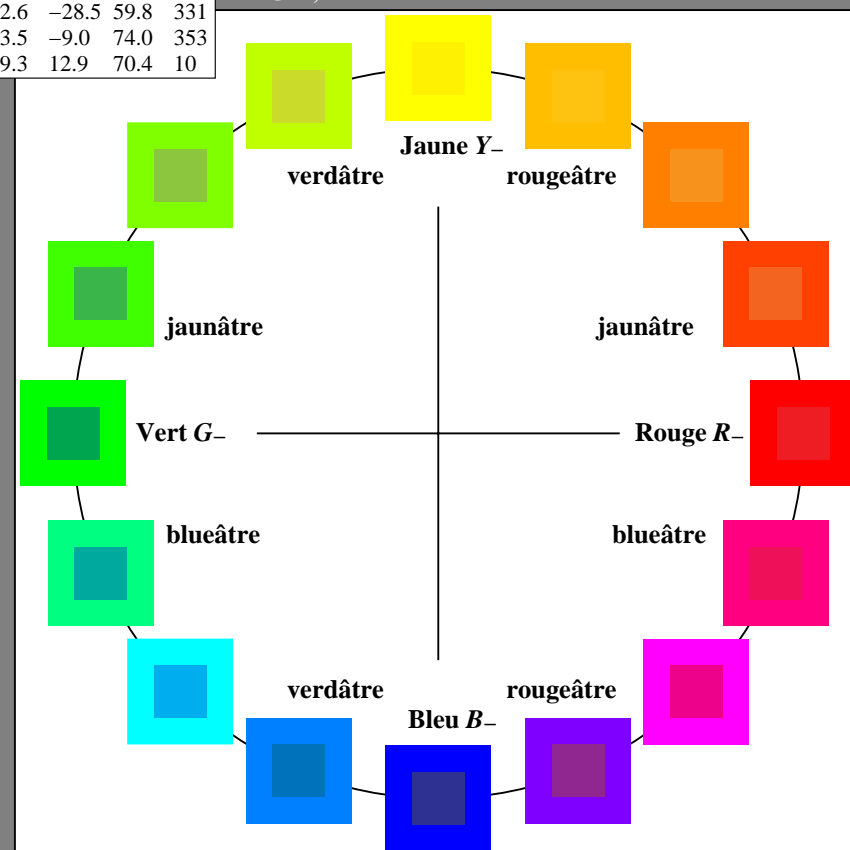 2.6 −28.5 59.8 331
3.5 −9.0 74.0 353
9.3 12.9 70.4 10
Jaune Y−
verdâtre rougeâtre
jaunâtre jaunâtre
Vert G− Rouge R−
blueâtre blueâtre
verdâtre rougeâtre
Bleu B−